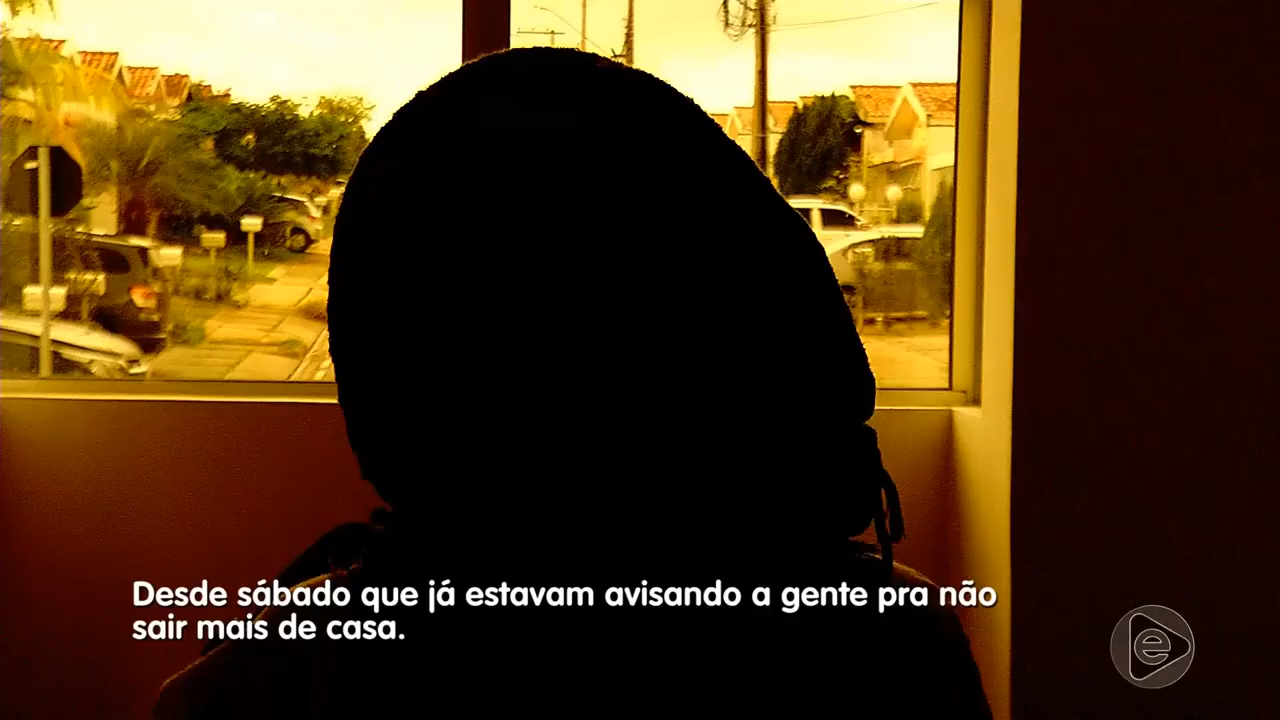 Desde sábado que já estavam avisando a gente pra não
sair mais de casa.
e